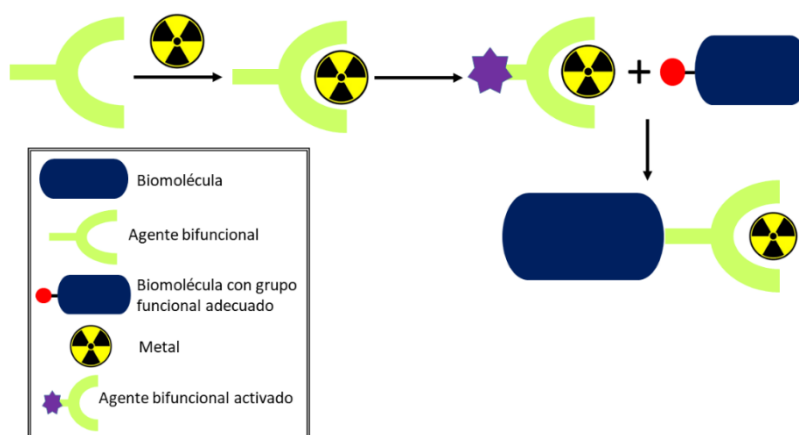 +
Biomolécula
Agente bifuncional
Biomolécula con grupo
funcional adecuado
Metal
Agente bifuncional activado